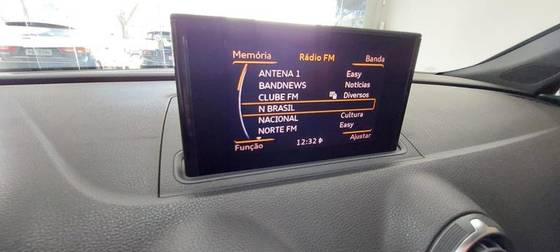 Memória Rádio FM Banda
ANTENA 1 Easy
BANDNEWS Notícias
CLUBE FM Diversos
N BRASIL
NACIONAL Cultura
NORTE FM Easy
Função 12:32 Ajustar